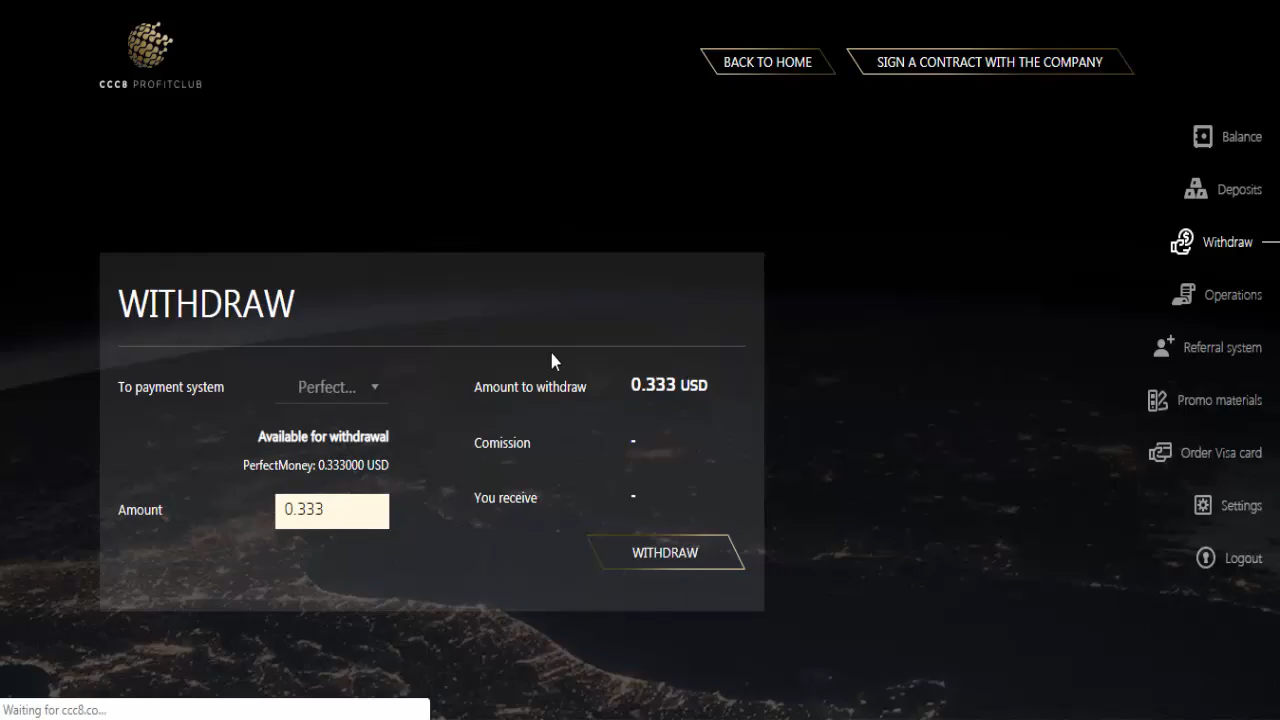 CCC8 PROFITCLUB
BACK TO HOME
SIGN A CONTRACT WITH THE COMPANY
Balance
Deposits
Withdraw
Operations
Referral system
Promo materials
Order Visa card
Settings
Logout
WITHDRAW
To payment system
Perfect...
Available for withdrawal
PerfectMoney: 0.333000 USD
Amount
0.333
Amount to withdraw
0.333 USD
Comission
-
You receive
-
WITHDRAW
Waiting for ccc8.co...